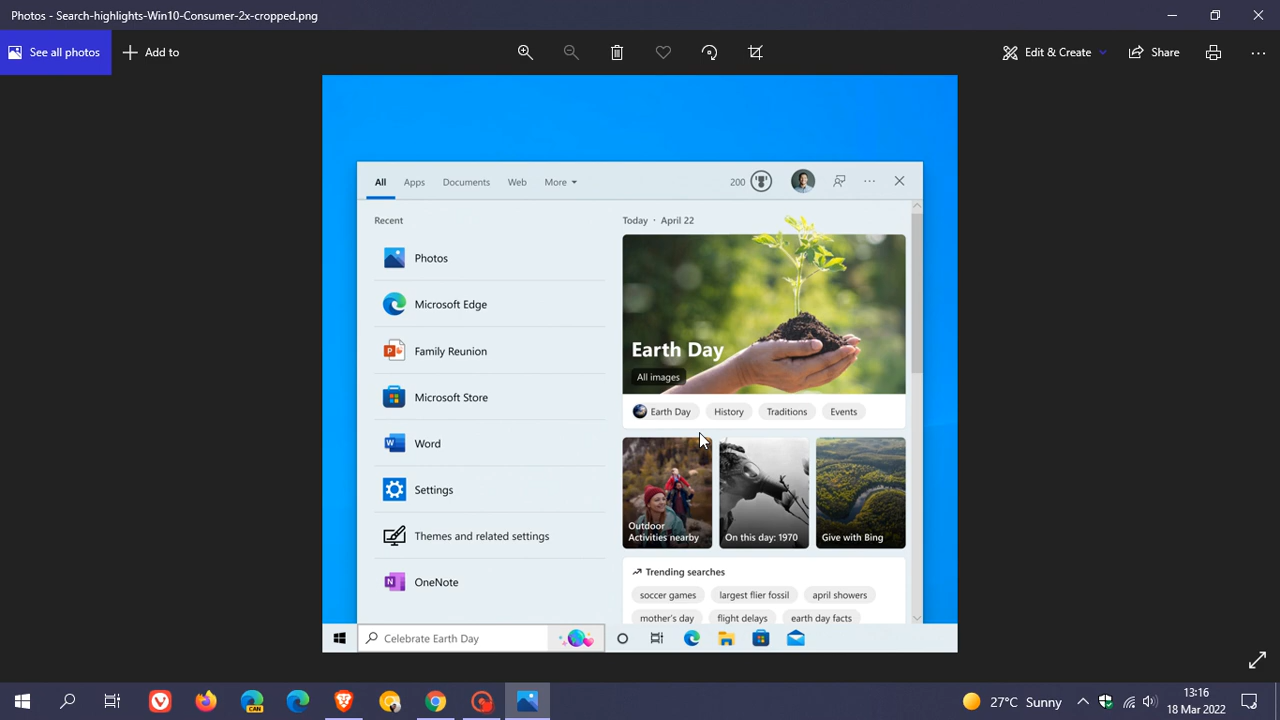 Photos - Search-highlights-Win10-Consumer-2x-cropped.png
See all photos
Add to
Edit & Create
Share
All
Apps
Documents
Web
More
200
Recent
Photos
Microsoft Edge
Family Reunion
Microsoft Store
Word
Settings
Themes and related settings
OneNote
Today · April 22
Earth Day
All images
Earth Day
History
Traditions
Events
Outdoor
Activities nearby
On this day: 1970
Give with Bing
Trending searches
soccer games
largest flier fossil
april showers
mother's day
flight delays
earth day facts
Celebrate Earth Day
CAN
27°C Sunny
13:16
18 Mar 2022